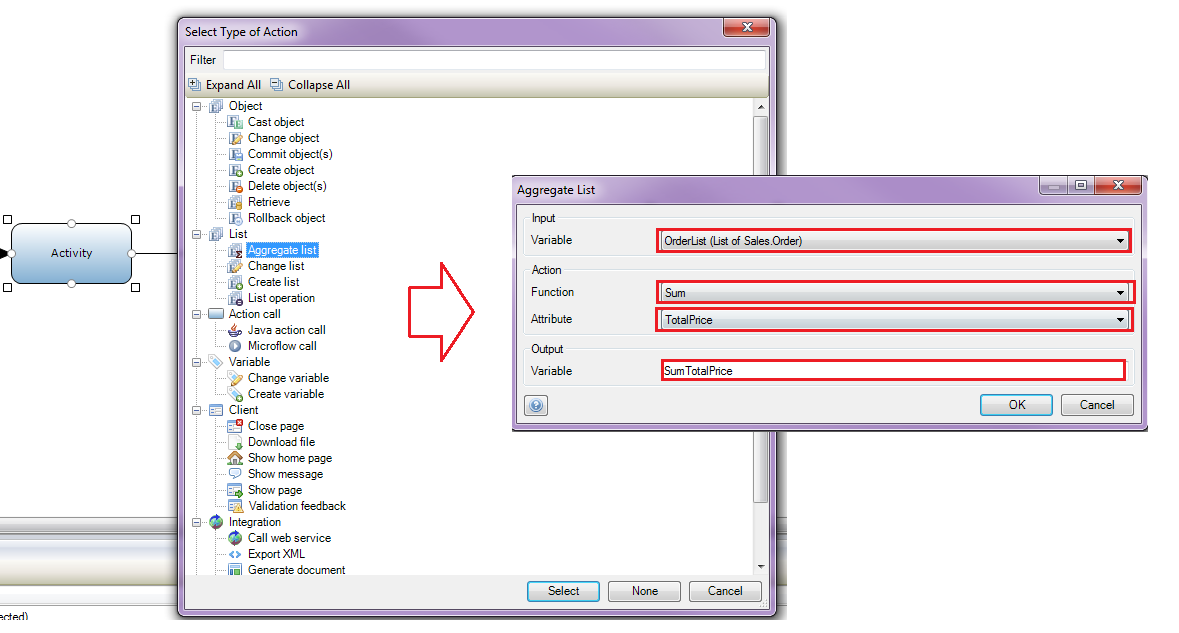 Select Type of Action
Filter
Expand All Collapse All
Object
Cast object
Change object
Commit object(s)
Create object
Delete object(s)
Retrieve
Rollback object
List
Aggregate list
Change list
Create list
List operation
Action call
Java action call
Microflow call
Variable
Change variable
Create variable
Client
Close page
Download file
Show home page
Show message
Show page
Validation feedback
Integration
Call web service
Export XML
Generate document
Select None Cancel
Activity
ected)
Aggregate List
Input
Variable OrderList (List of Sales.Order)
Action
Function Sum
Attribute TotalPrice
Output
Variable SumTotalPrice
OK Cancel